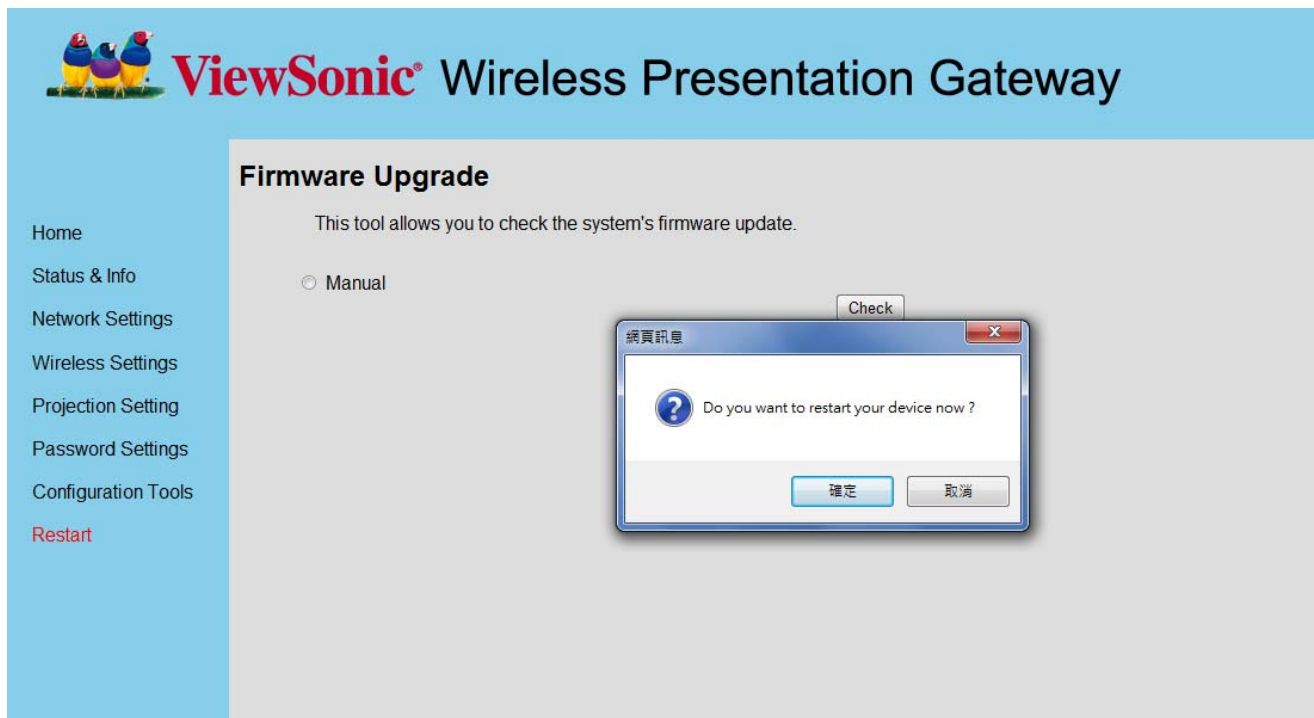 ViewSonic® Wireless Presentation Gateway
Firmware Upgrade
This tool allows you to check the system's firmware update.
Home
Status & Info
Network Settings
Wireless Settings
Projection Setting
Password Settings
Configuration Tools
Restart
Manual
Check
網頁訊息
Do you want to restart your device now ?
確定
取消